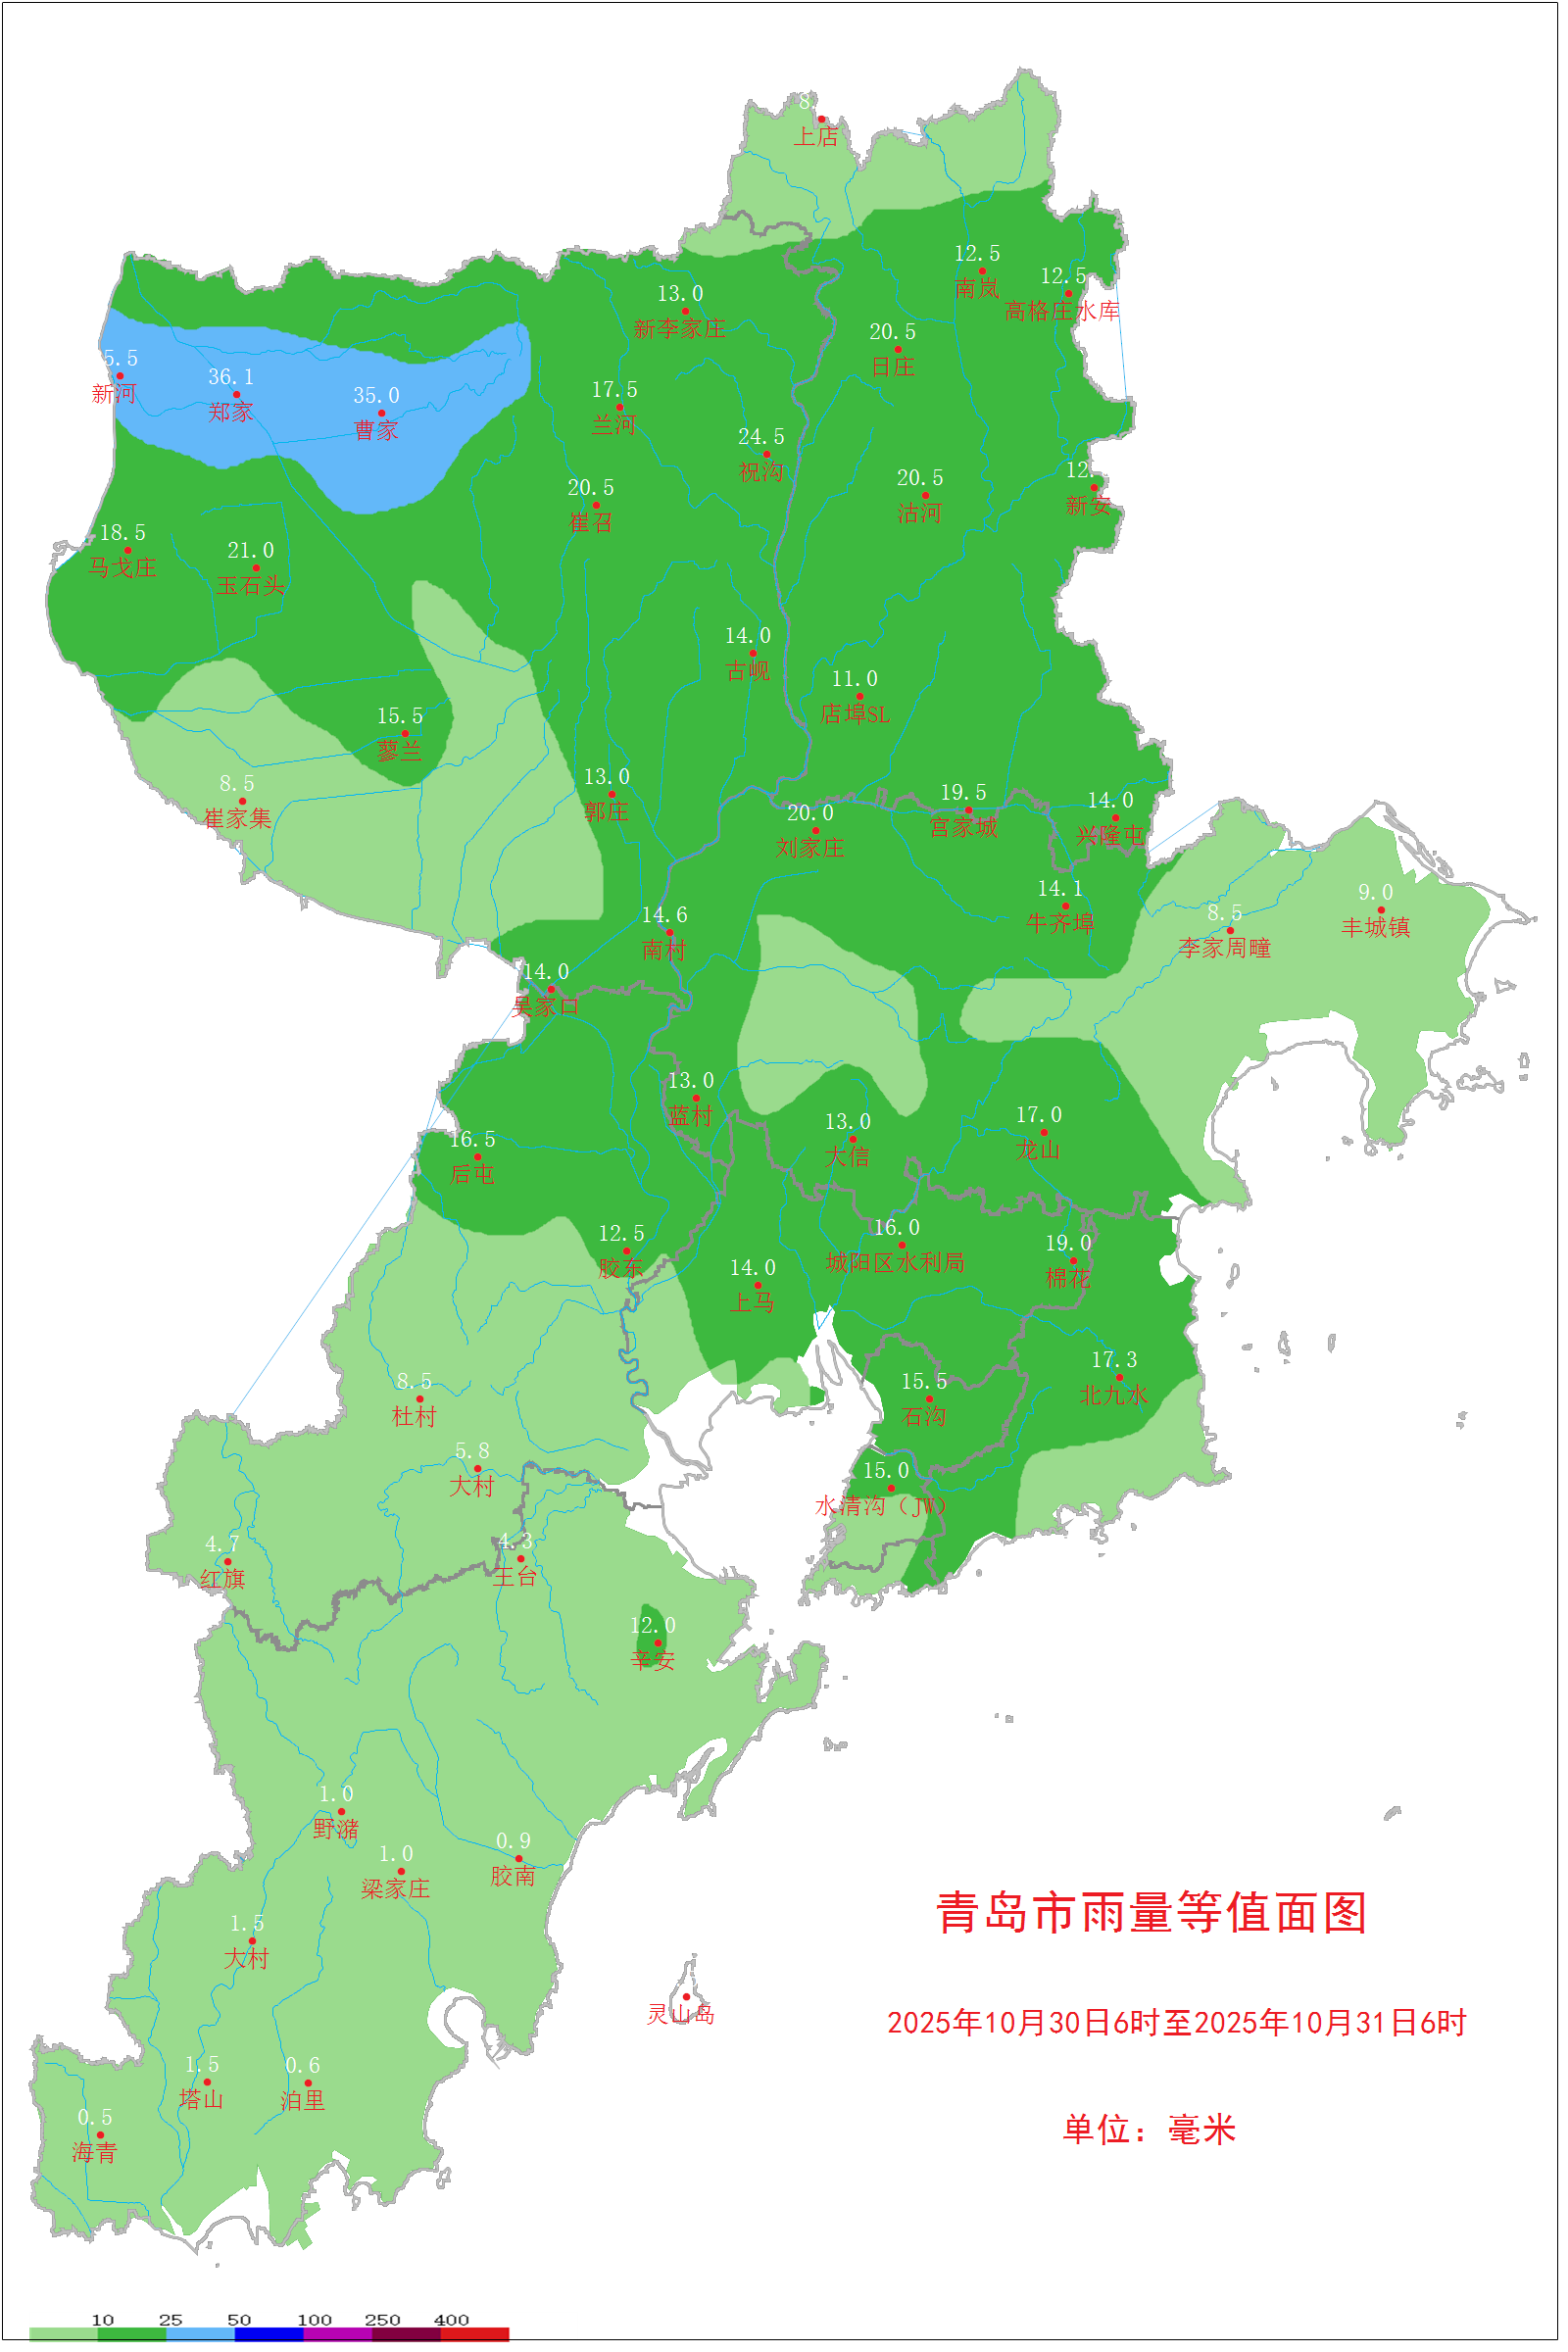 8.
上店
12.5
南岚
12.5
高格庄水库
13.0
新李家庄
20.5
日庄
5.5
新河
36.1
郑家
35.0
曹家
17.5
兰河
24.5
祝沟
20.5
崔召
20.5
沽河
12.
新安
18.5
马戈庄
21.0
玉石头
14.0
古岘
11.0
店埠SL
15.5
蓼兰
8.5
崔家集
13.0
郭庄
20.0
刘家庄
19.5
宫家城
14.0
兴隆屯
14.1
牛齐埠
8.5
李家周疃
9.0
丰城镇
14.6
南村
14.0
吴家口
13.0
蓝村
13.0
大信
17.0
龙山
16.5
后屯
12.5
胶东
14.0
上马
16.0
城阳区水利局
19.0
棉花
17.3
北九水
8.5
杜村
15.5
石沟
5.8
大村
15.0
水清沟（JW）
4.7
红旗
4.3
王台
12.0
辛安
1.0
野潴
1.0
梁家庄
0.9
胶南
1.5
大村
灵山岛
1.5
塔山
0.6
泊里
0.5
海青
青岛市雨量等值面图
2025年10月30日6时至2025年10月31日6时
单位：毫米
10 25 50 100 250 400